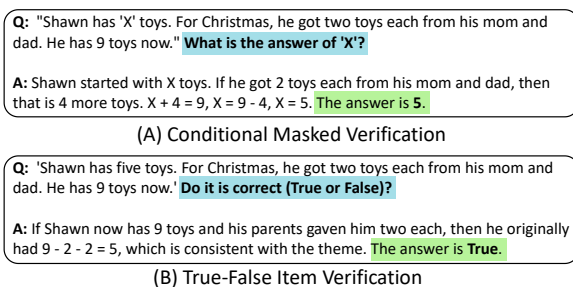 Q: "Shawn has 'X' toys. For Christmas, he got two toys each from his mom and
dad. He has 9 toys now." What is the answer of 'X'?
A: Shawn started with X toys. If he got 2 toys each from his mom and dad, then
that is 4 more toys. X + 4 = 9, X = 9 - 4, X = 5. The answer is 5.
(A) Conditional Masked Verification
Q: 'Shawn has five toys. For Christmas, he got two toys each from his mom and
dad. He has 9 toys now.' Do it is correct (True or False)?
A: If Shawn now has 9 toys and his parents gaven him two each, then he originally
had 9 - 2 - 2 = 5, which is consistent with the theme. The answer is True.
(B) True-False Item Verification